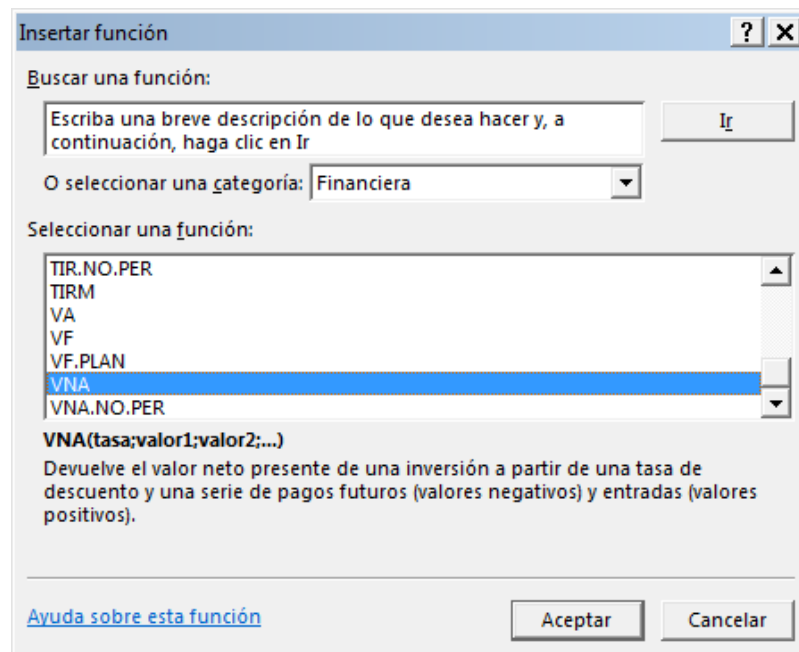 Insertar función
?
Buscar una función:
Escriba una breve descripción de lo que desea hacer y, a
continuación, haga clic en Ir
Ir
O seleccionar una categoría: Financiera
Seleccionar una función:
TIR.NO.PER
TIRM
VA
VF
VF.PLAN
VNA
VNA.NO.PER
VNA(tasa;valor1;valor2;...)
Devuelve el valor neto presente de una inversión a partir de una tasa de
descuento y una serie de pagos futuros (valores negativos) y entradas (valores
positivos).
Ayuda sobre esta función
Aceptar
Cancelar